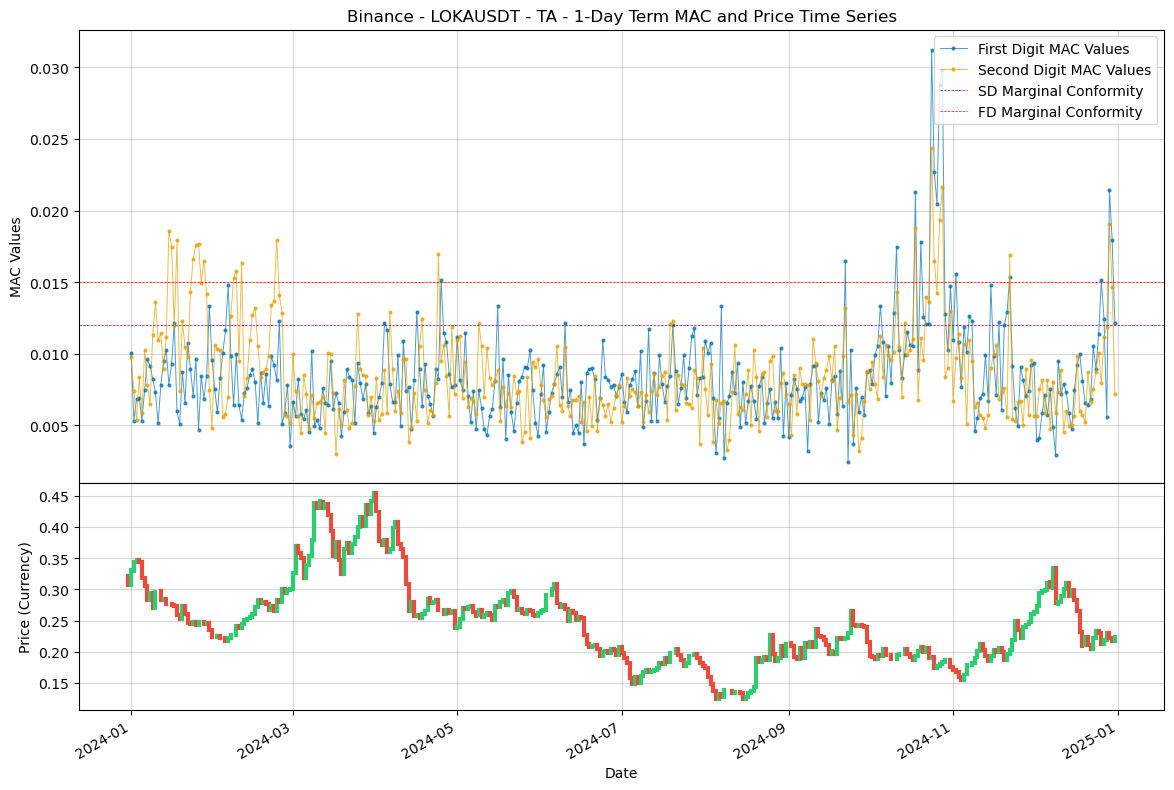 Binance - LOKAUSDT - TA - 1-Day Term MAC and Price Time Series
First Digit MAC Values
Second Digit MAC Values
SD Marginal Conformity
FD Marginal Conformity
MAC Values
0.030
0.025
0.020
0.015
0.010
0.005
Price (Currency)
0.45
0.40
0.35
0.30
0.25
0.20
0.15
2024-01
2024-03
2024-05
2024-07
2024-09
2024-11
2025-01
Date